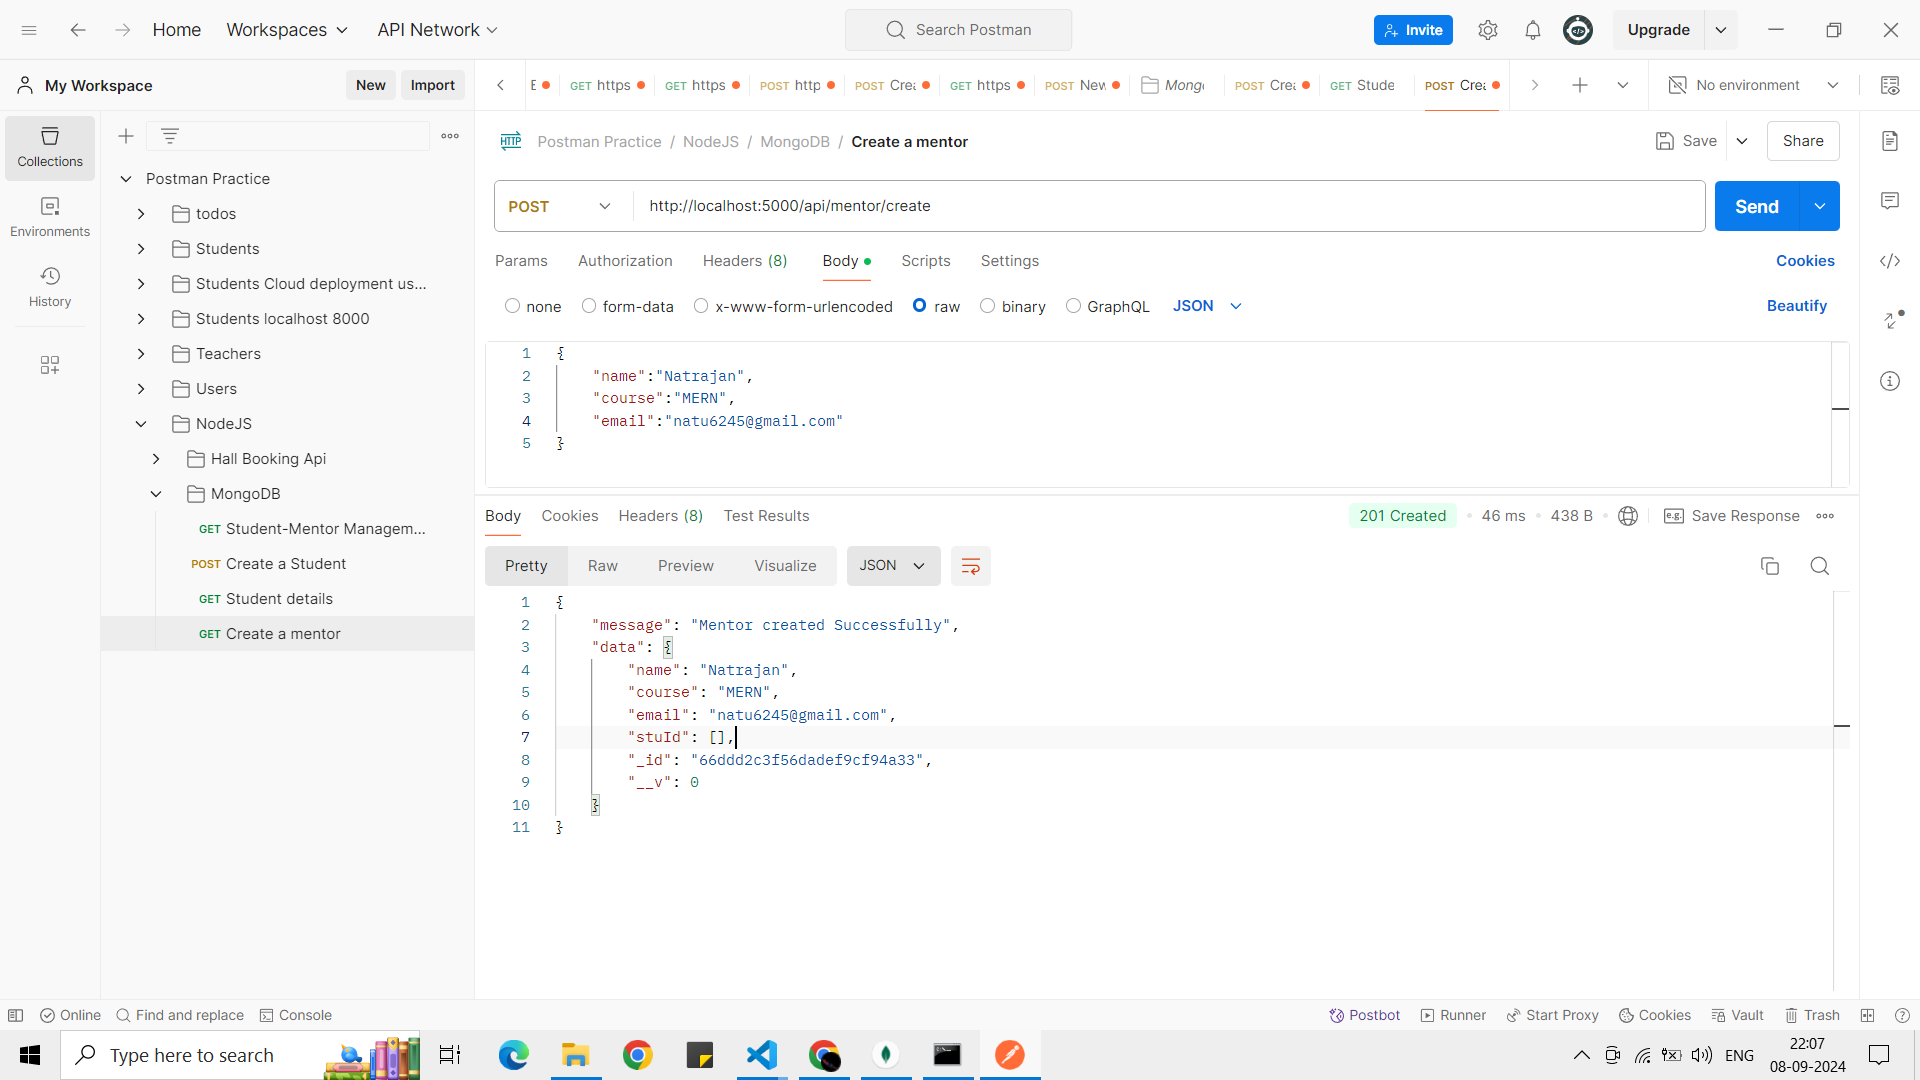 Home
Workspaces
API Network
Search Postman
Invite
Upgrade
My Workspace
New
Import
E
GET https
GET https
POST http
POST Crea
GET https
POST New
Mong
POST Crea
GET Stude
POST Crea
No environment
Collections
Environments
History
Postman Practice
todos
Students
Students Cloud deployment us...
Students localhost 8000
Teachers
Users
NodeJS
Hall Booking Api
MongoDB
GET Student-Mentor Managem...
POST Create a Student
GET Student details
GET Create a mentor
HTTP
Postman Practice / NodeJS / MongoDB / Create a mentor
Save
Share
POST
http://localhost:5000/api/mentor/create
Send
Params
Authorization
Headers (8)
Body
Scripts
Settings
Cookies
none
form-data
x-www-form-urlencoded
raw
binary
GraphQL
JSON
Beautify
1 {
2 "name":"Natrajan",
3 "course":"MERN",
4 "email":"natu6245@gmail.com"
5 }
Body
Cookies
Headers (8)
Test Results
201 Created
46 ms
438 B
e.g. Save Response
Pretty
Raw
Preview
Visualize
JSON
1 {
2 "message": "Mentor created Successfully",
3 "data": {
4 "name": "Natrajan",
5 "course": "MERN",
6 "email": "natu6245@gmail.com",
7 "stuId": [],
8 "_id": "66ddd2c3f56dadef9cf94a33",
9 "__v": 0
10 }
11 }
Online
Find and replace
Console
Postbot
Runner
Start Proxy
Cookies
Vault
Trash
Type here to search
ENG
22:07
08-09-2024